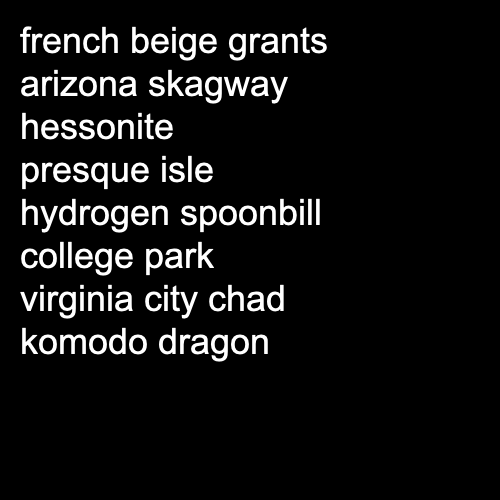 french beige grants
arizona skagway
hessonite
presque isle
hydrogen spoonbill
college park
virginia city chad
komodo dragon